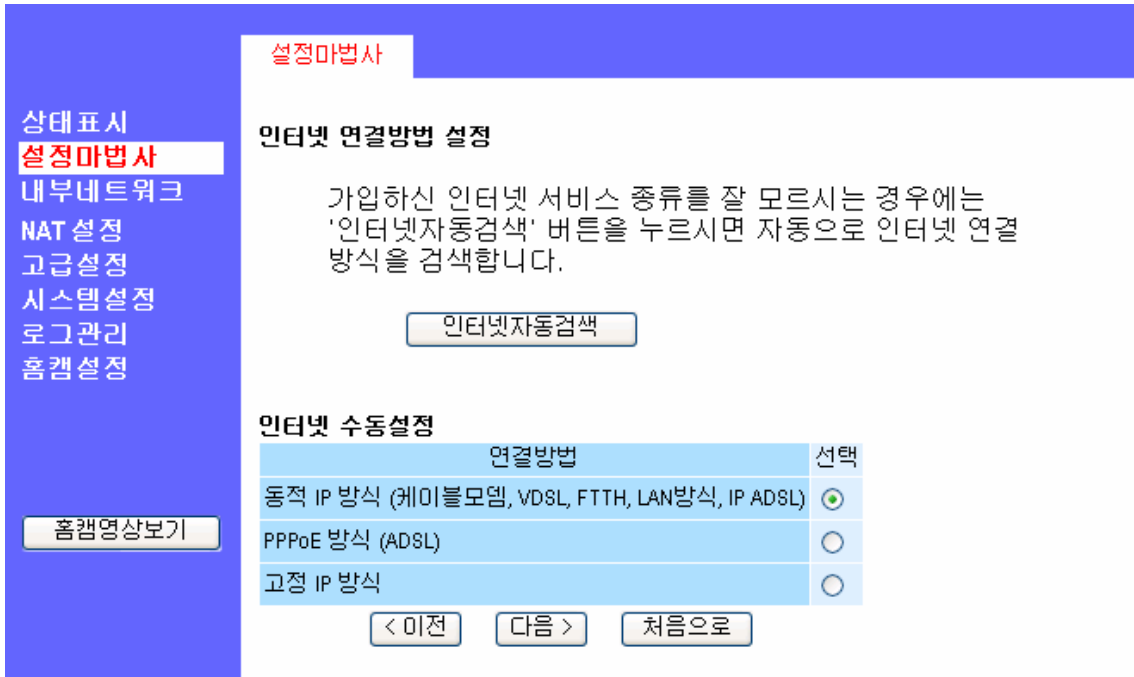 설정마법사
상태표시
설정마법사
내부네트워크
NAT 설정
고급설정
시스템설정
로그관리
홈캠설정
홈캠영상보기
인터넷 연결방법 설정
가입하신 인터넷 서비스 종류를 잘 모르시는 경우에는
'인터넷자동검색' 버튼을 누르시면 자동으로 인터넷 연결
방식을 검색합니다.
인터넷자동검색
인터넷 수동설정
연결방법 선택
동적 IP 방식 (케이블모뎀, VDSL, FTTH, LAN방식, IP ADSL)
PPPoE 방식 (ADSL)
고정 IP 방식
< 이전 다음 > 처음으로